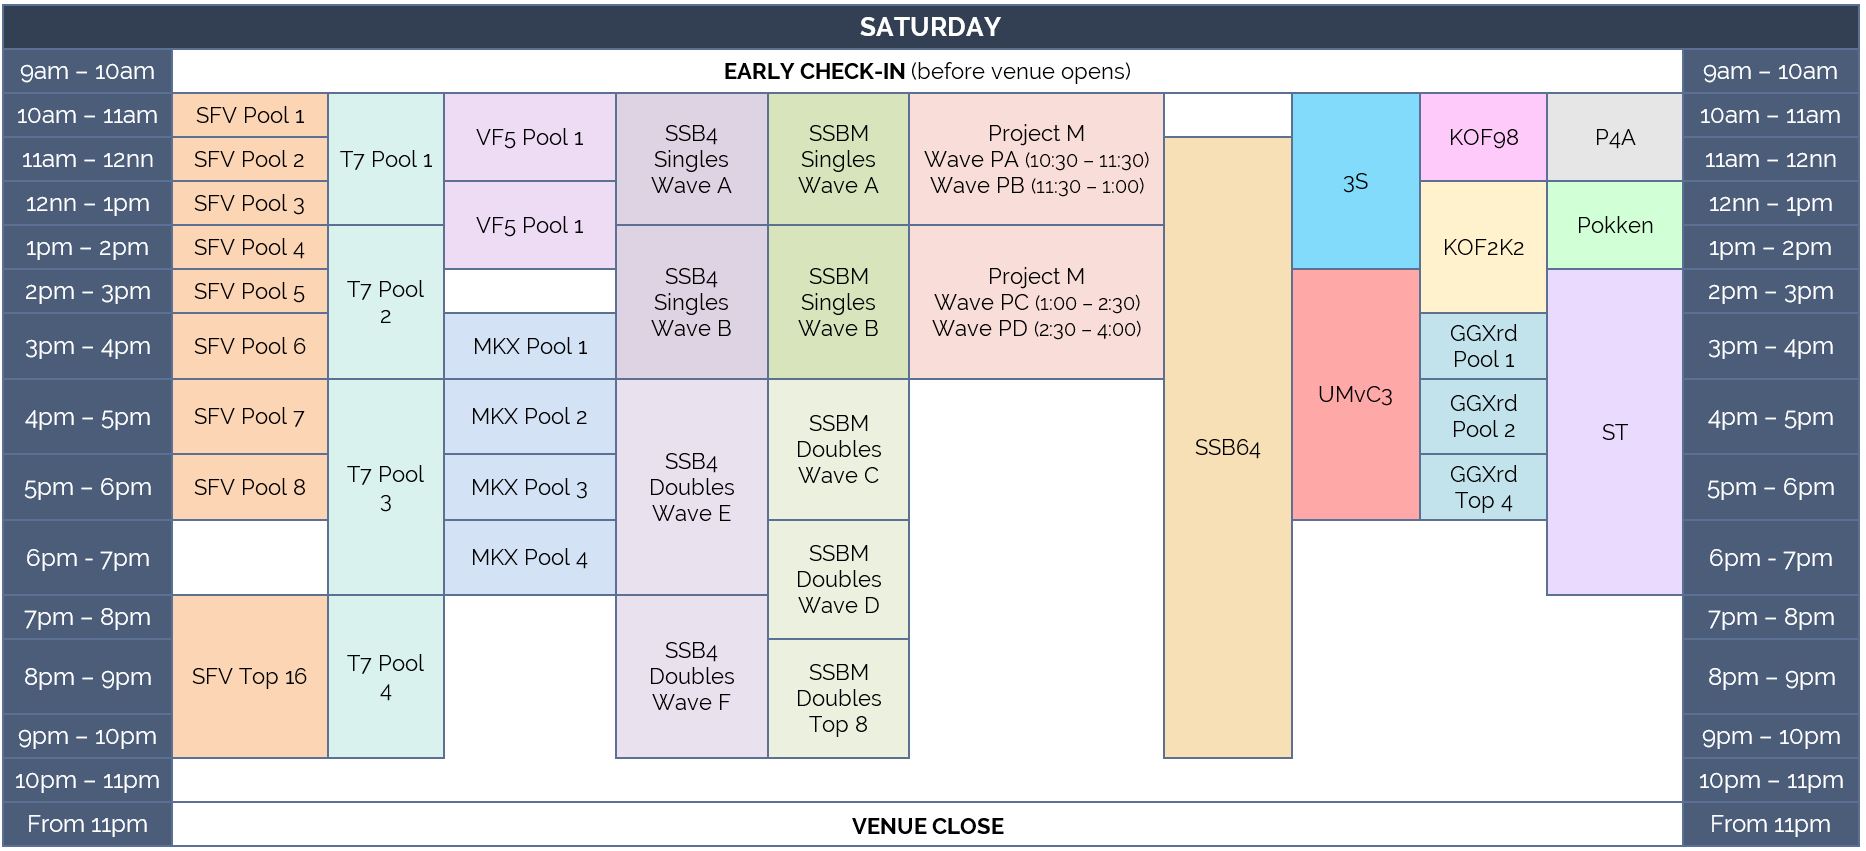 SATURDAY
9am – 10am
EARLY CHECK-IN (before venue opens)
9am – 10am
10am – 11am
SFV Pool 1
T7 Pool 1
VF5 Pool 1
SSB4
Singles
Wave A
SSBM
Singles
Wave A
Project M
Wave PA (10:30 – 11:30)
Wave PB (11:30 – 1:00)
3S
KOF98
P4A
10am – 11am
11am – 12nn
SFV Pool 2
SSB64
11am – 12nn
12nn – 1pm
SFV Pool 3
VF5 Pool 1
KOF2K2
Pokken
12nn – 1pm
1pm – 2pm
SFV Pool 4
T7 Pool
2
SSB4
Singles
Wave B
SSBM
Singles
Wave B
Project M
Wave PC (1:00 – 2:30)
Wave PD (2:30 – 4:00)
1pm – 2pm
2pm – 3pm
SFV Pool 5
UMvC3
ST
2pm – 3pm
3pm – 4pm
SFV Pool 6
MKX Pool 1
GGXrd
Pool 1
3pm – 4pm
4pm – 5pm
SFV Pool 7
T7 Pool
3
MKX Pool 2
SSB4
Doubles
Wave E
SSBM
Doubles
Wave C
GGXrd
Pool 2
4pm – 5pm
5pm – 6pm
SFV Pool 8
MKX Pool 3
GGXrd
Top 4
5pm – 6pm
6pm - 7pm
MKX Pool 4
SSBM
Doubles
Wave D
6pm - 7pm
7pm – 8pm
SFV Top 16
T7 Pool
4
SSB4
Doubles
Wave F
7pm – 8pm
8pm – 9pm
SSBM
Doubles
Top 8
8pm – 9pm
9pm – 10pm
9pm – 10pm
10pm – 11pm
10pm – 11pm
From 11pm
VENUE CLOSE
From 11pm